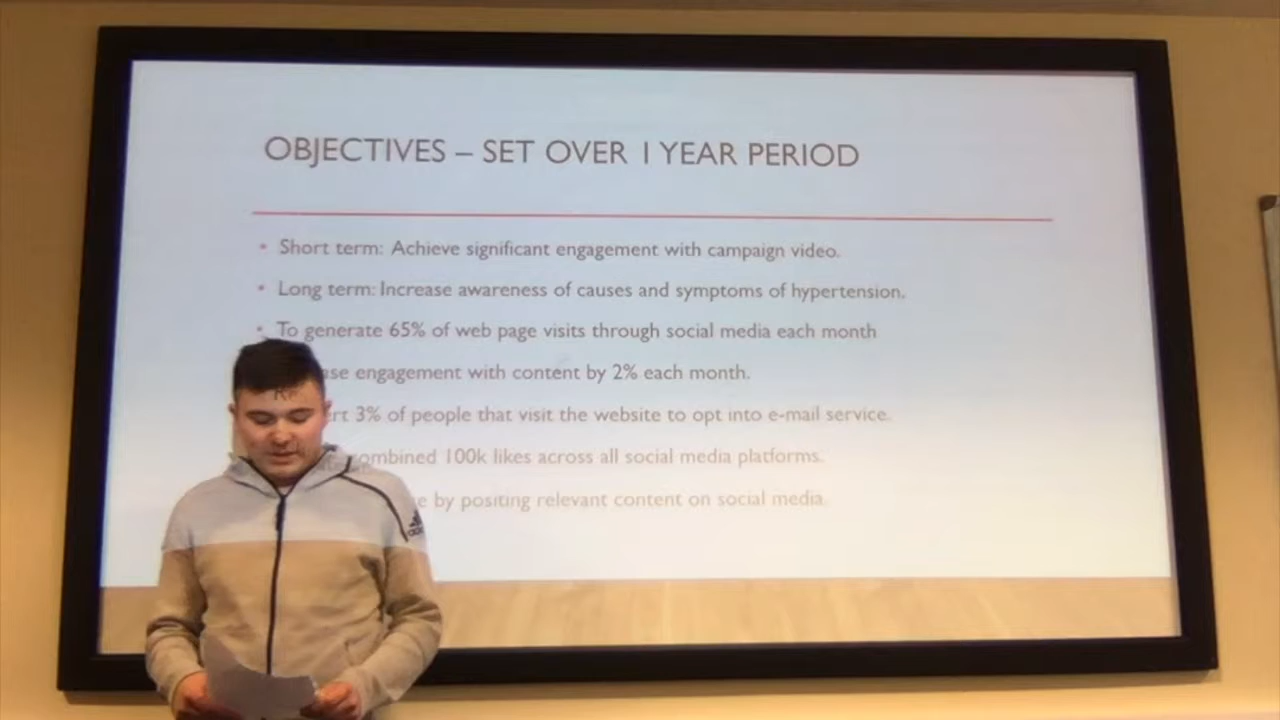 OBJECTIVES – SET OVER 1 YEAR PERIOD
• Short term: Achieve significant engagement with campaign video.
• Long term: Increase awareness of causes and symptoms of hypertension.
• To generate 65% of web page visits through social media each month
engagement with content by 2% each month.
3% of people that visit the website to opt into e-mail service.
combined 100k likes across all social media platforms.
by positing relevant content on social media.